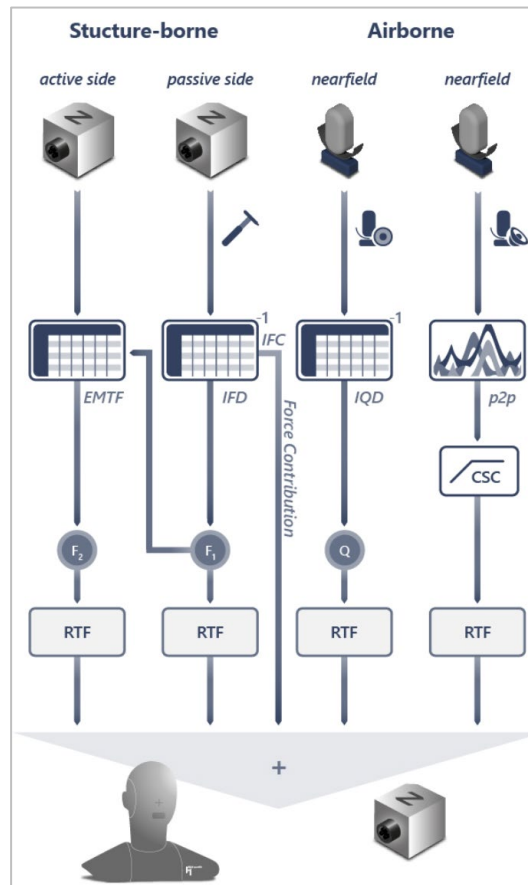 Stucture-borne Airborne
active side passive side nearfield nearfield
N N
-1 -1
IFC
EMTF IFD IQD p2p
Force Contribution
CSC
F2 F1 Q
RTF RTF RTF RTF
+
N